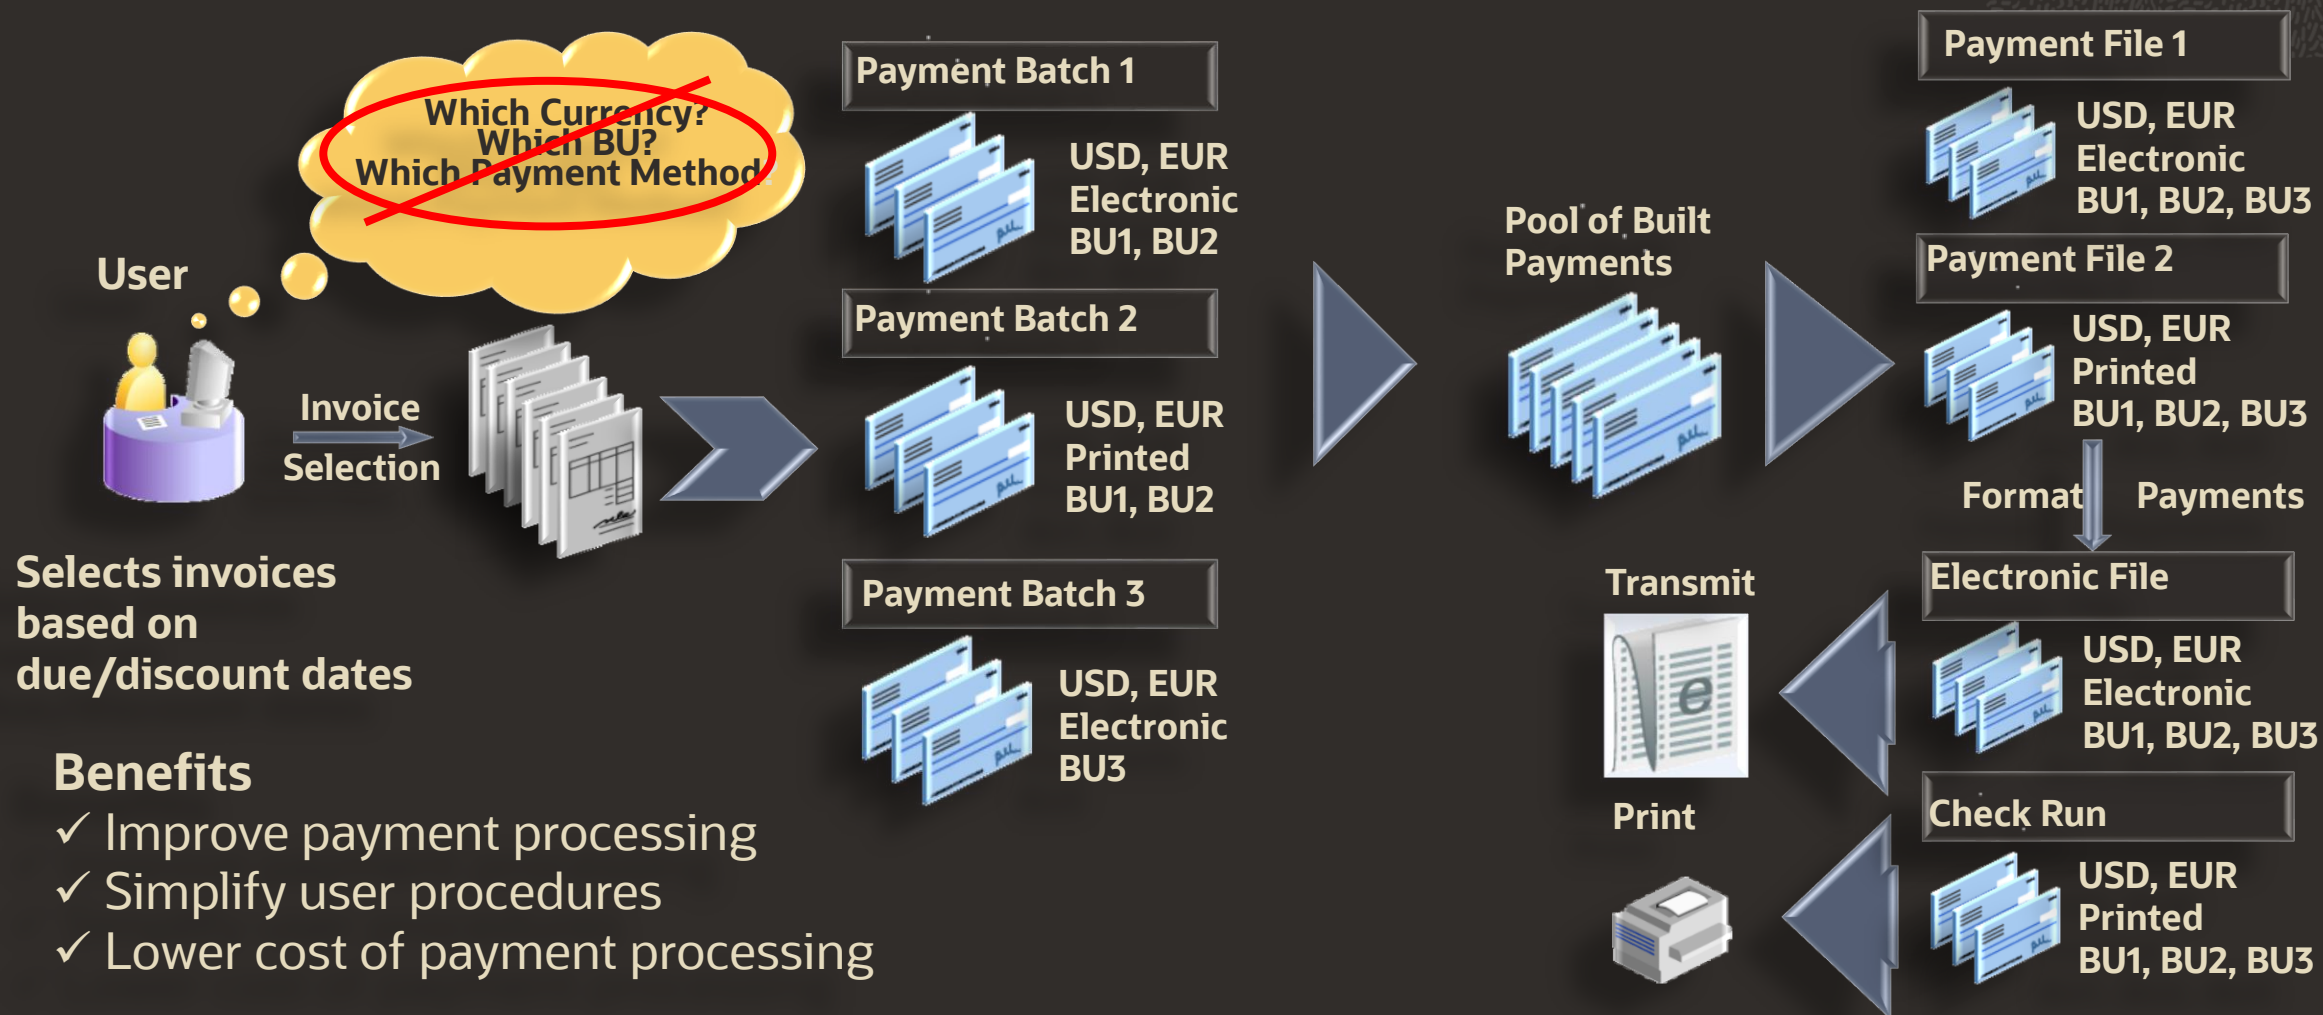 Which Currency?
Which BU?
Which Payment Method
User
Invoice
Selection
Selects invoices
based on
due/discount dates
Benefits
✓ Improve payment processing
✓ Simplify user procedures
✓ Lower cost of payment processing
Payment Batch 1
USD, EUR
Electronic
BU1, BU2
Payment Batch 2
USD, EUR
Printed
BU1, BU2
Payment Batch 3
USD, EUR
Electronic
BU3
Pool of Built
Payments
Payment File 1
USD, EUR
Electronic
BU1, BU2, BU3
Payment File 2
USD, EUR
Printed
BU1, BU2, BU3
Format Payments
Electronic File
USD, EUR
Electronic
BU1, BU2, BU3
Transmit
e
Check Run
USD, EUR
Printed
BU1, BU2, BU3
Print